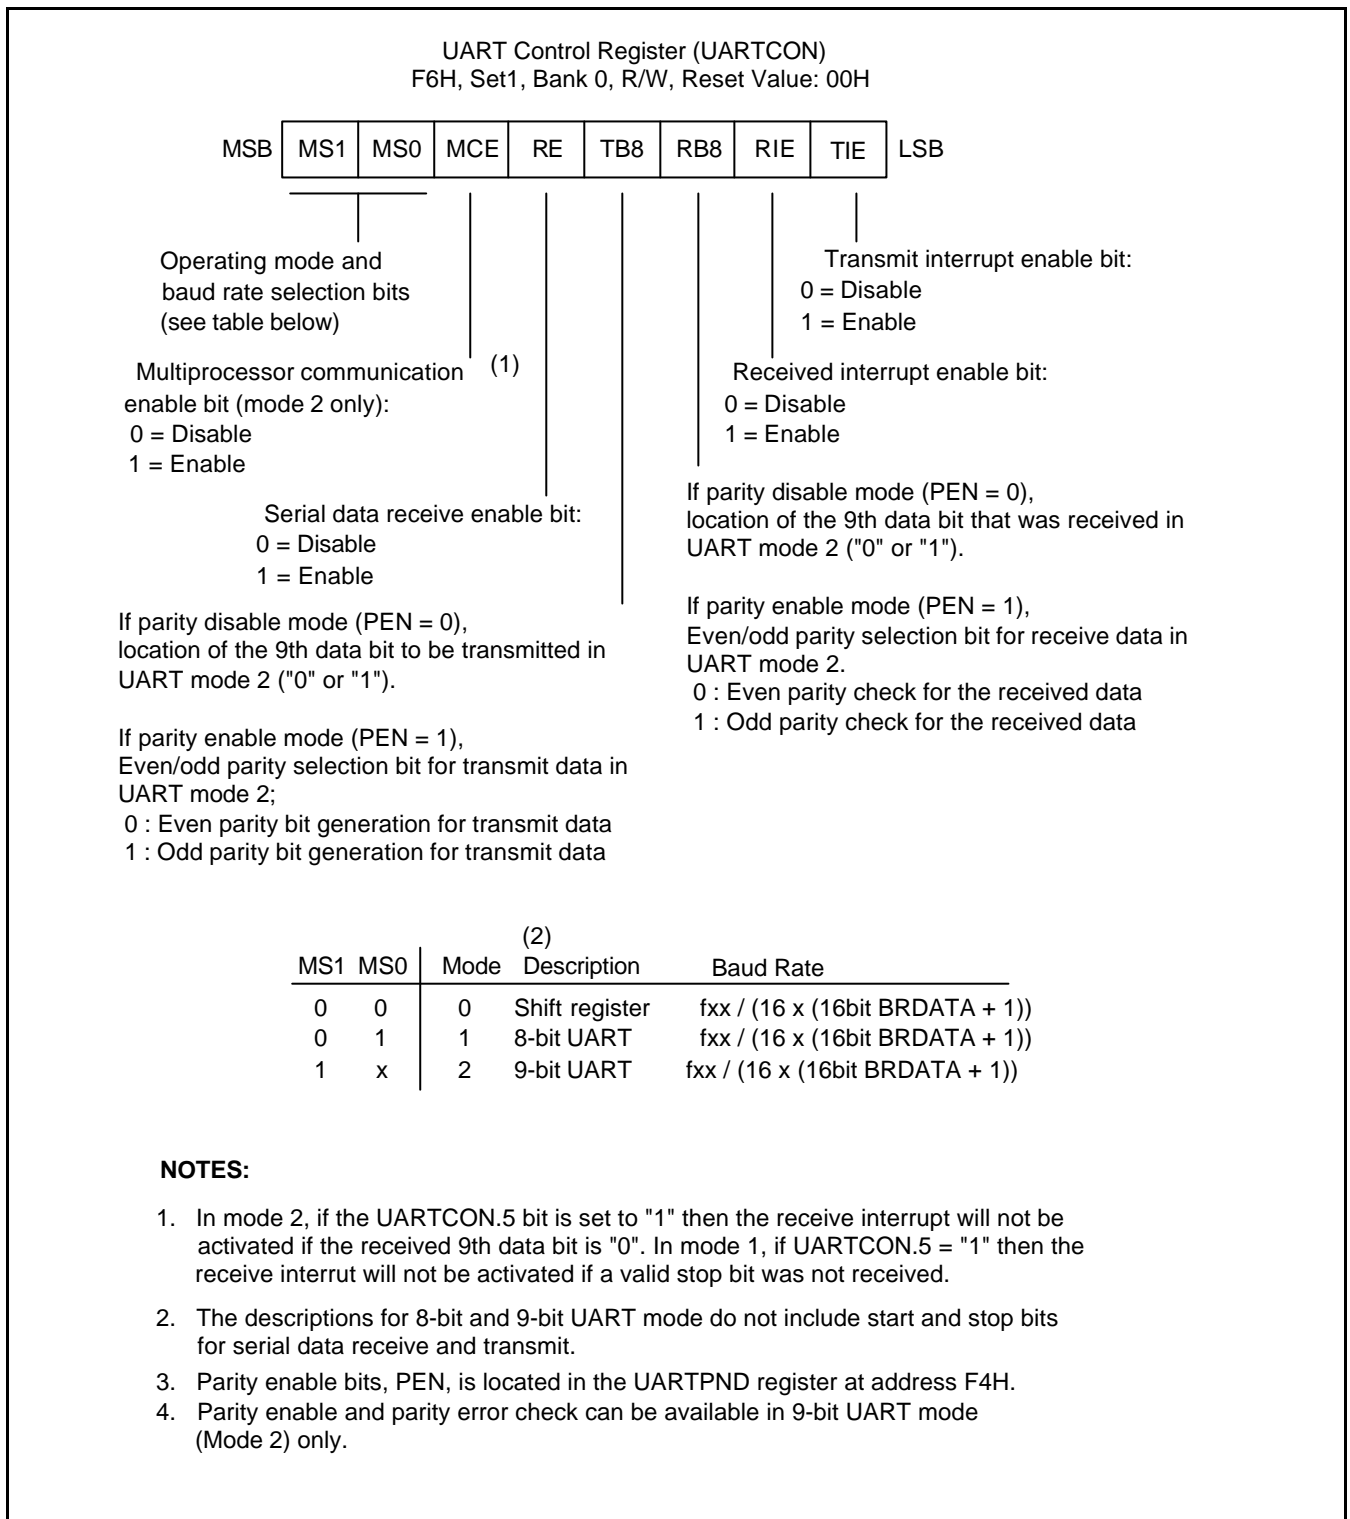 UART Control Register (UARTCON)
F6H, Set1, Bank 0, R/W, Reset Value: 00H
MSB MS1 MS0 MCE RE TB8 RB8 RIE TIE LSB
Operating mode and
baud rate selection bits
(see table below)
Transmit interrupt enable bit:
0 = Disable
1 = Enable
Multiprocessor communication (1)
enable bit (mode 2 only):
0 = Disable
1 = Enable
Received interrupt enable bit:
0 = Disable
1 = Enable
Serial data receive enable bit:
0 = Disable
1 = Enable
If parity disable mode (PEN = 0),
location of the 9th data bit that was received in
UART mode 2 ("0" or "1").
If parity enable mode (PEN = 1),
Even/odd parity selection bit for receive data in
UART mode 2.
0 : Even parity check for the received data
1 : Odd parity check for the received data
If parity disable mode (PEN = 0),
location of the 9th data bit to be transmitted in
UART mode 2 ("0" or "1").
If parity enable mode (PEN = 1),
Even/odd parity selection bit for transmit data in
UART mode 2;
0 : Even parity bit generation for transmit data
1 : Odd parity bit generation for transmit data
(2)
MS1 MS0 Mode Description Baud Rate
0 0 0 Shift register fxx / (16 x (16bit BRDATA + 1))
0 1 1 8-bit UART fxx / (16 x (16bit BRDATA + 1))
1 x 2 9-bit UART fxx / (16 x (16bit BRDATA + 1))
NOTES:
1. In mode 2, if the UARTCON.5 bit is set to "1" then the receive interrupt will not be
activated if the received 9th data bit is "0". In mode 1, if UARTCON.5 = "1" then the
receive interrut will not be activated if a valid stop bit was not received.
2. The descriptions for 8-bit and 9-bit UART mode do not include start and stop bits
for serial data receive and transmit.
3. Parity enable bits, PEN, is located in the UARTPND register at address F4H.
4. Parity enable and parity error check can be available in 9-bit UART mode
(Mode 2) only.